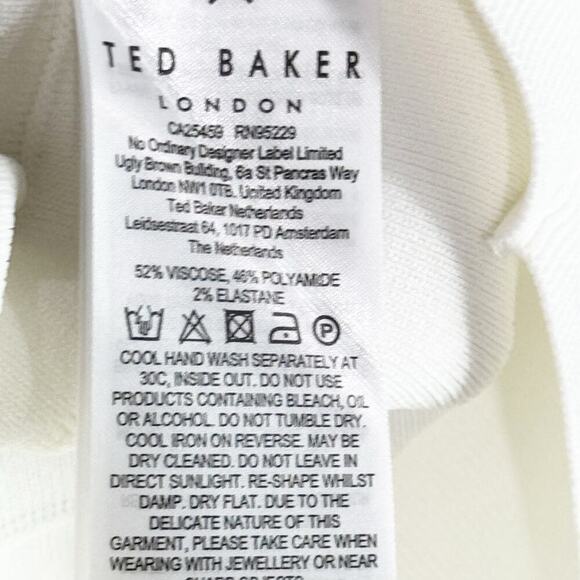 TED BAKER
LONDON
CA25459 RN95229
No Ordinary Designer Label Limited
Ugly Brown Building, 6a St Pancras Way
London NW1 0TB. United Kingdom
Ted Baker Netherlands
Leidsestraat 64, 1017 PD Amsterdam
The Netherlands
52% VISCOSE, 46% POLYAMIDE
2% ELASTANE
P
COOL HAND WASH SEPARATELY AT
30C, INSIDE OUT. DO NOT USE
PRODUCTS CONTAINING BLEACH, OIL
OR ALCOHOL. DO NOT TUMBLE DRY.
COOL IRON ON REVERSE. MAY BE
DRY CLEANED. DO NOT LEAVE IN
DIRECT SUNLIGHT. RE-SHAPE WHILST
DAMP. DRY FLAT. DUE TO THE
DELICATE NATURE OF THIS
GARMENT, PLEASE TAKE CARE WHEN
WEARING WITH JEWELLERY OR NEAR